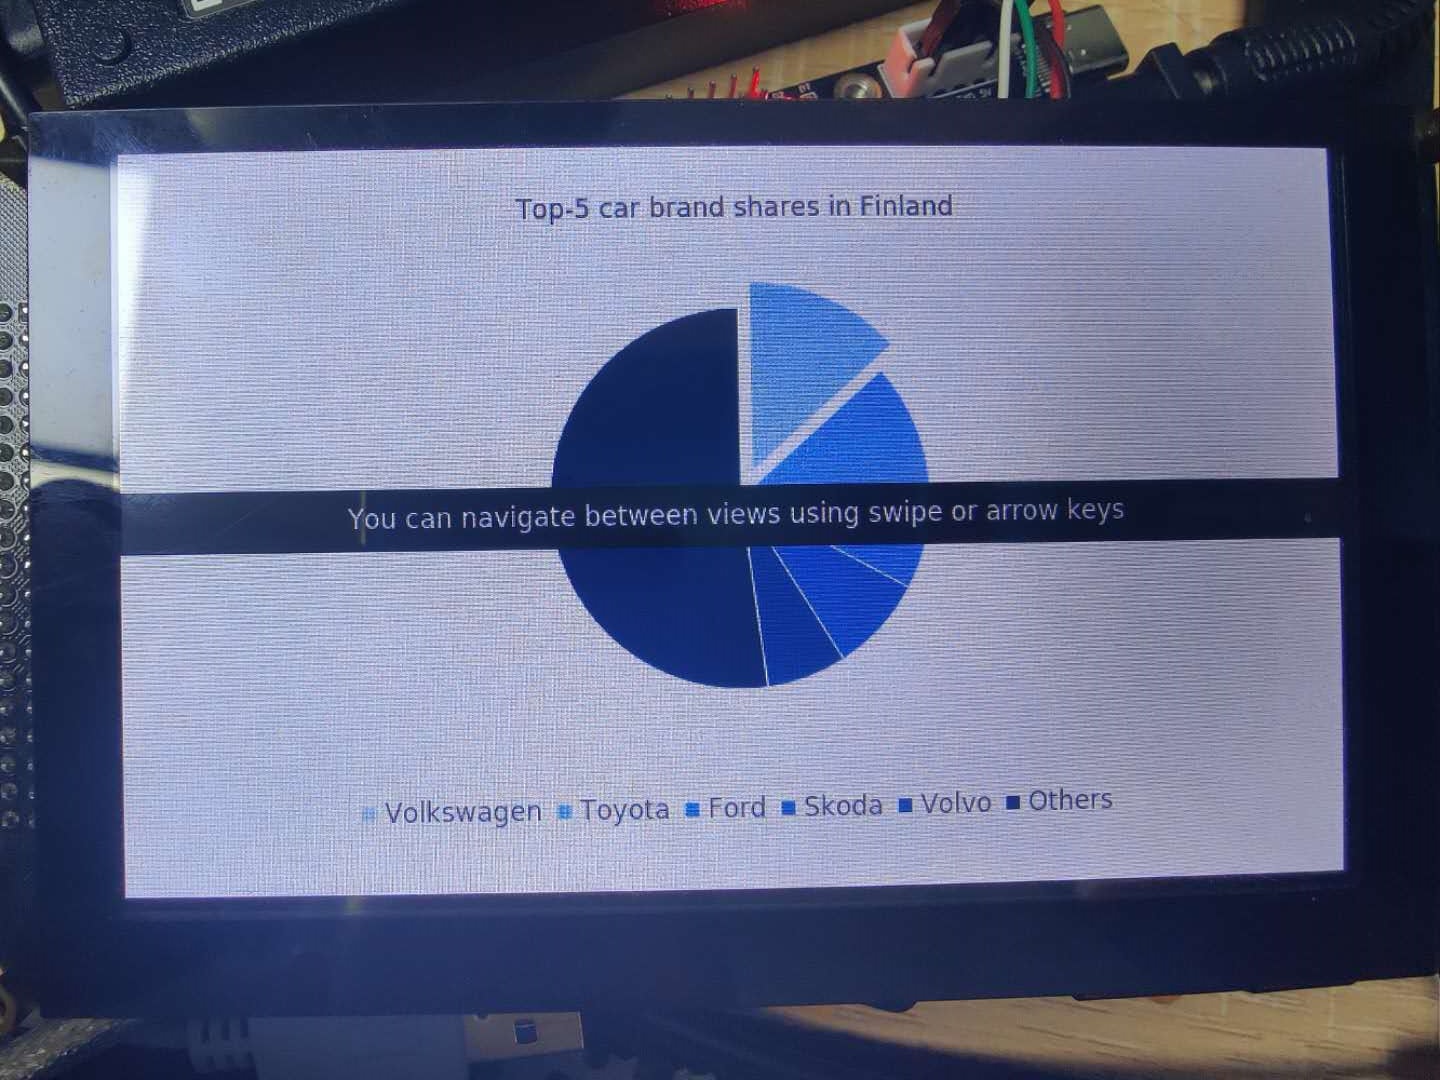 Top-5 car brand shares in Finland
You can navigate between views using swipe or arrow keys
Volkswagen Toyota Ford Skoda Volvo Others